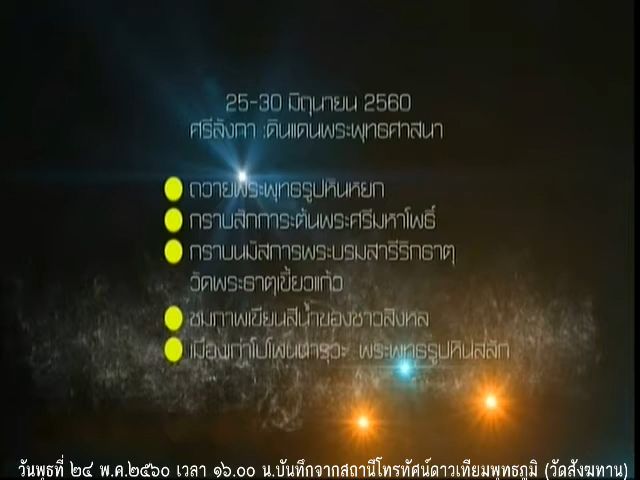 25-30 มิถุนายน 2560
ศรีลังกา :ดินแดนพระพุทธศาสนา
ถวายพระพุทธรูปหินหยก
กราบสักการะต้นพระศรีมหาโพธิ์
กราบนมัสการพระบรมสารีริกธาตุ
วัดพระธาตุเขี้ยวแก้ว
ชมภาพเขียนสีน้ำของชาวสิงหล
เมืองเก่าโปโฬนนารุวะ พระพุทธรูปหินสลัก
วันพุธที่ ๒๔ พ.ค.๒๕๖๐ เวลา ๑๖.๐๐ น.บันทึกจากสถานีโทรทัศน์ดาวเทียมพุทธภูมิ (วัดสังฆทาน)